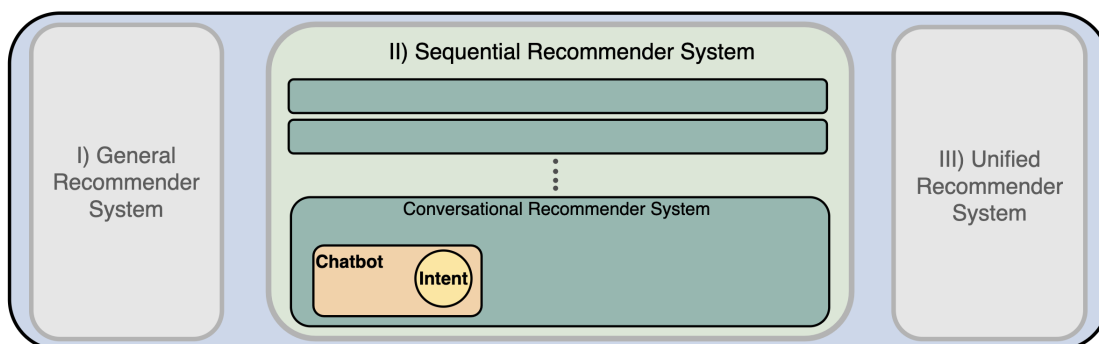 I) General
Recommender
System
II) Sequential Recommender System
Conversational Recommender System
Chatbot
Intent
III) Unified
Recommender
System